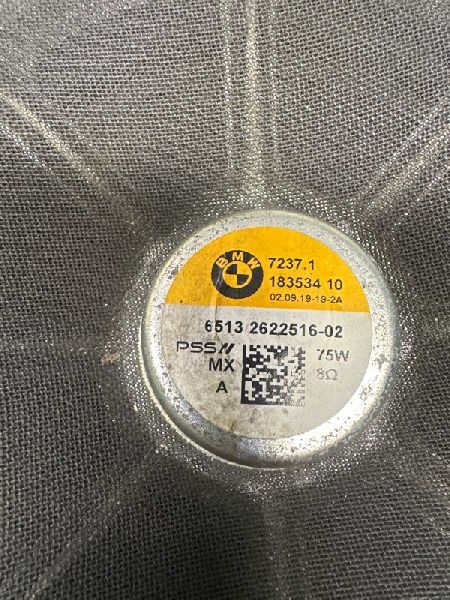 BMW
7237.1
183534 10
02.09.19-19-2A
6513 2622516-02
PSS
MX
75W
A
8Ω